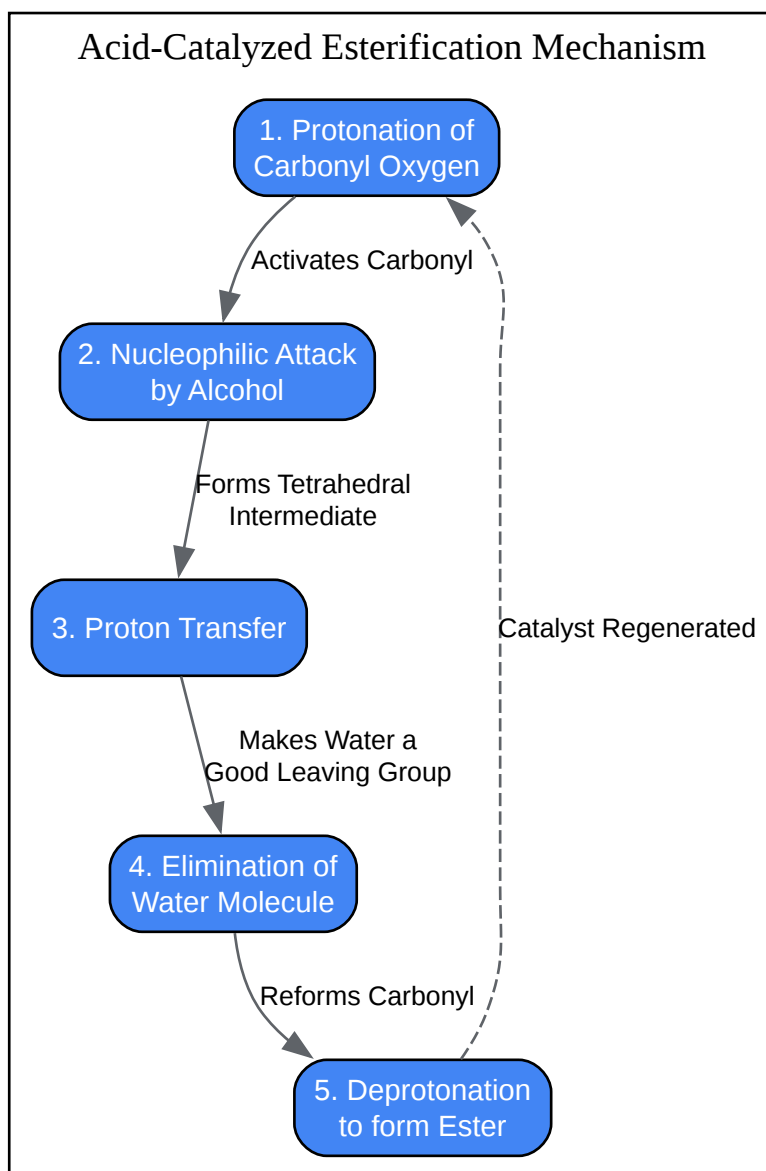 Acid-Catalyzed Esterification Mechanism
1. Protonation of
Carbonyl Oxygen
Activates Carbonyl
2. Nucleophilic Attack
by Alcohol
Forms Tetrahedral
Intermediate
3. Proton Transfer
Catalyst Regenerated
Makes Water a
Good Leaving Group
4. Elimination of
Water Molecule
Reforms Carbonyl
5. Deprotonation
to form Ester